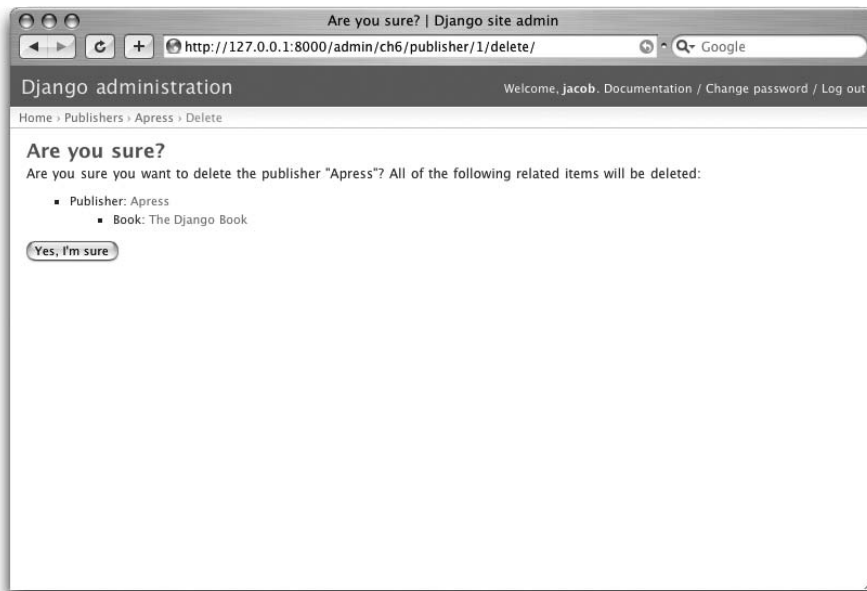 Are you sure? | Django site admin
http://127.0.0.1:8000/admin/ch6/publisher/1/delete/
Google
Django administration
Welcome, jacob. Documentation / Change password / Log out
Home › Publishers › Apress › Delete
Are you sure?
Are you sure you want to delete the publisher "Apress"? All of the following related items will be deleted:
▪ Publisher: Apress
▪ Book: The Django Book
Yes, I'm sure